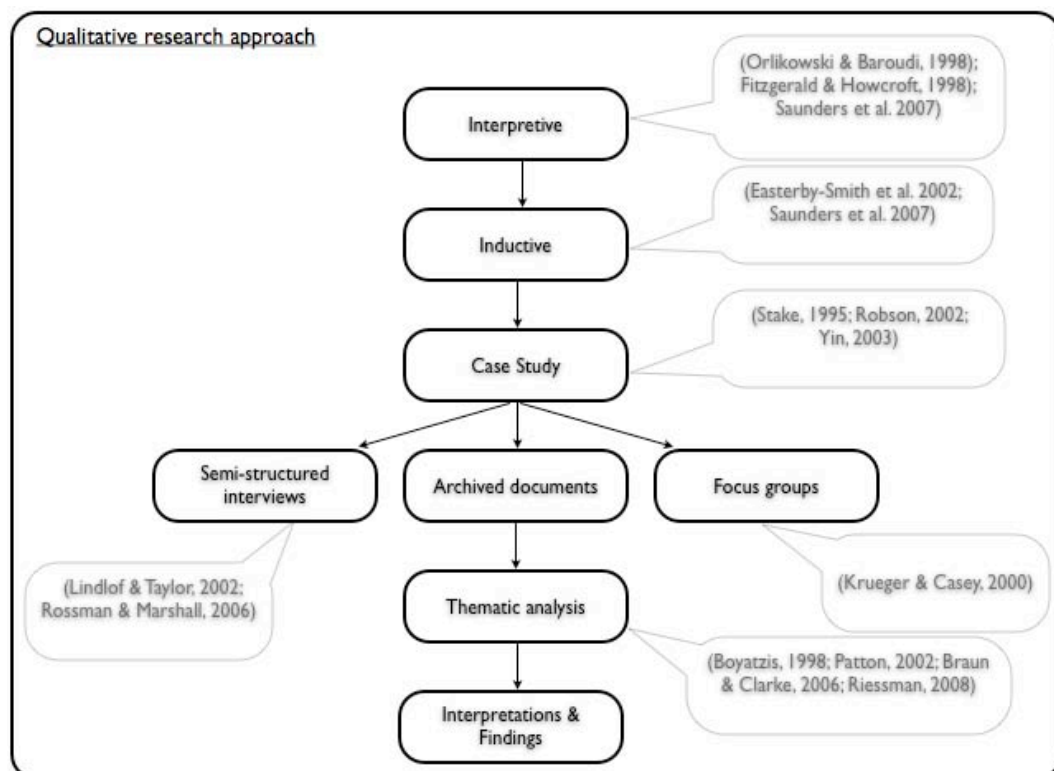 Qualitative research approach
(Orlikowski & Baroudi, 1998);
Fitzgerald & Howcroft, 1998);
Saunders et al. 2007)
Interpretive
(Easterby-Smith et al. 2002;
Saunders et al. 2007)
Inductive
(Stake, 1995; Robson, 2002;
Yin, 2003)
Case Study
Semi-structured
interviews
Archived documents
Focus groups
(Lindlof & Taylor, 2002;
Rossman & Marshall, 2006)
(Krueger & Casey, 2000)
Thematic analysis
(Boyatzis, 1998; Patton, 2002; Braun
& Clarke, 2006; Riessman, 2008)
Interpretations &
Findings